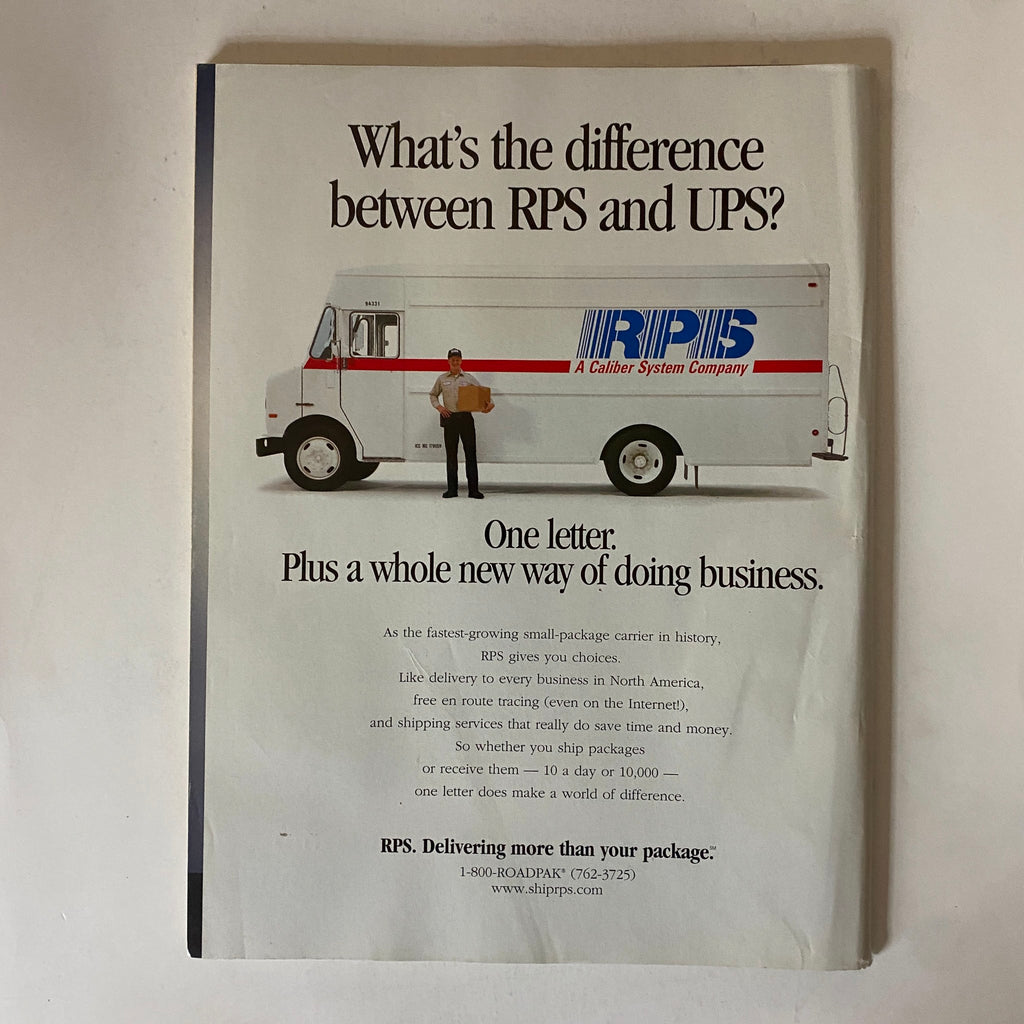 What's the difference
between RPS and UPS?
94331
RPS
A Caliber System Company
One letter.
Plus a whole new way of doing business.
As the fastest-growing small-package carrier in history,
RPS gives you choices.
Like delivery to every business in North America,
free en route tracing (even on the Internet!),
and shipping services that really do save time and money.
So whether you ship packages
or receive them — 10 a day or 10,000 —
one letter does make a world of difference.
RPS. Delivering more than your package.℠
1-800-ROADPAK® (762-3725)
www.shiprps.com